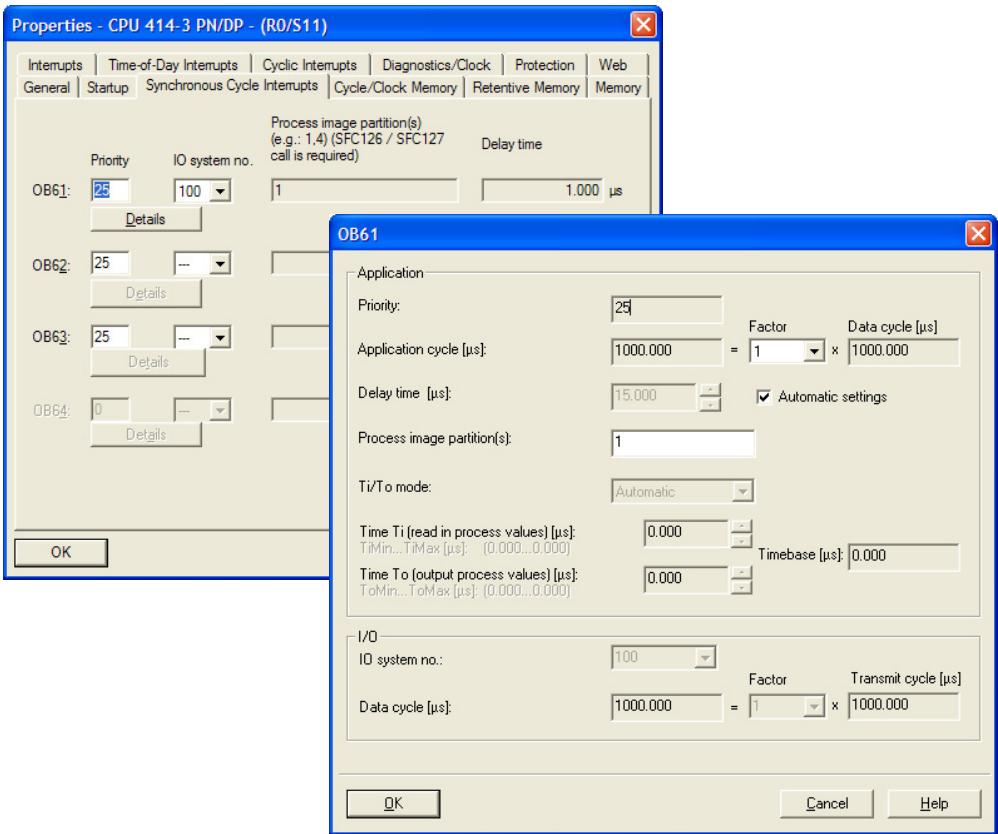 Properties - CPU 414-3 PN/DP - (R0/S11)
Interrupts Time-of-Day Interrupts Cyclic Interrupts Diagnostics/Clock Protection Web
General Startup Synchronous Cycle Interrupts Cycle/Clock Memory Retentive Memory Memory
Process image partition(s)
(e.g.: 1,4) (SFC126 / SFC127
call is required)
Priority IO system no. Delay time
OB61: 25 100 1 1.000 µs
Details
OB62: 25 ---
Details
OB63: 25 ---
Details
OB64: 0 ---
Details
OK
OB61
Application
Priority: 25
Factor Data cycle [µs]
Application cycle [µs]: 1000.000 = 1 x 1000.000
Delay time [µs]: 15.000 Automatic settings
Process image partition(s): 1
Ti/To mode: Automatic
Time Ti (read in process values) [µs]: 0.000
TiMin...TiMax [µs]: (0.000...0.000)
Timebase [µs]: 0.000
Time To (output process values) [µs]: 0.000
ToMin...ToMax [µs]: (0.000...0.000)
I/O
IO system no.: 100
Factor Transmit cycle [µs]
Data cycle [µs]: 1000.000 = 1 x 1000.000
OK Cancel Help